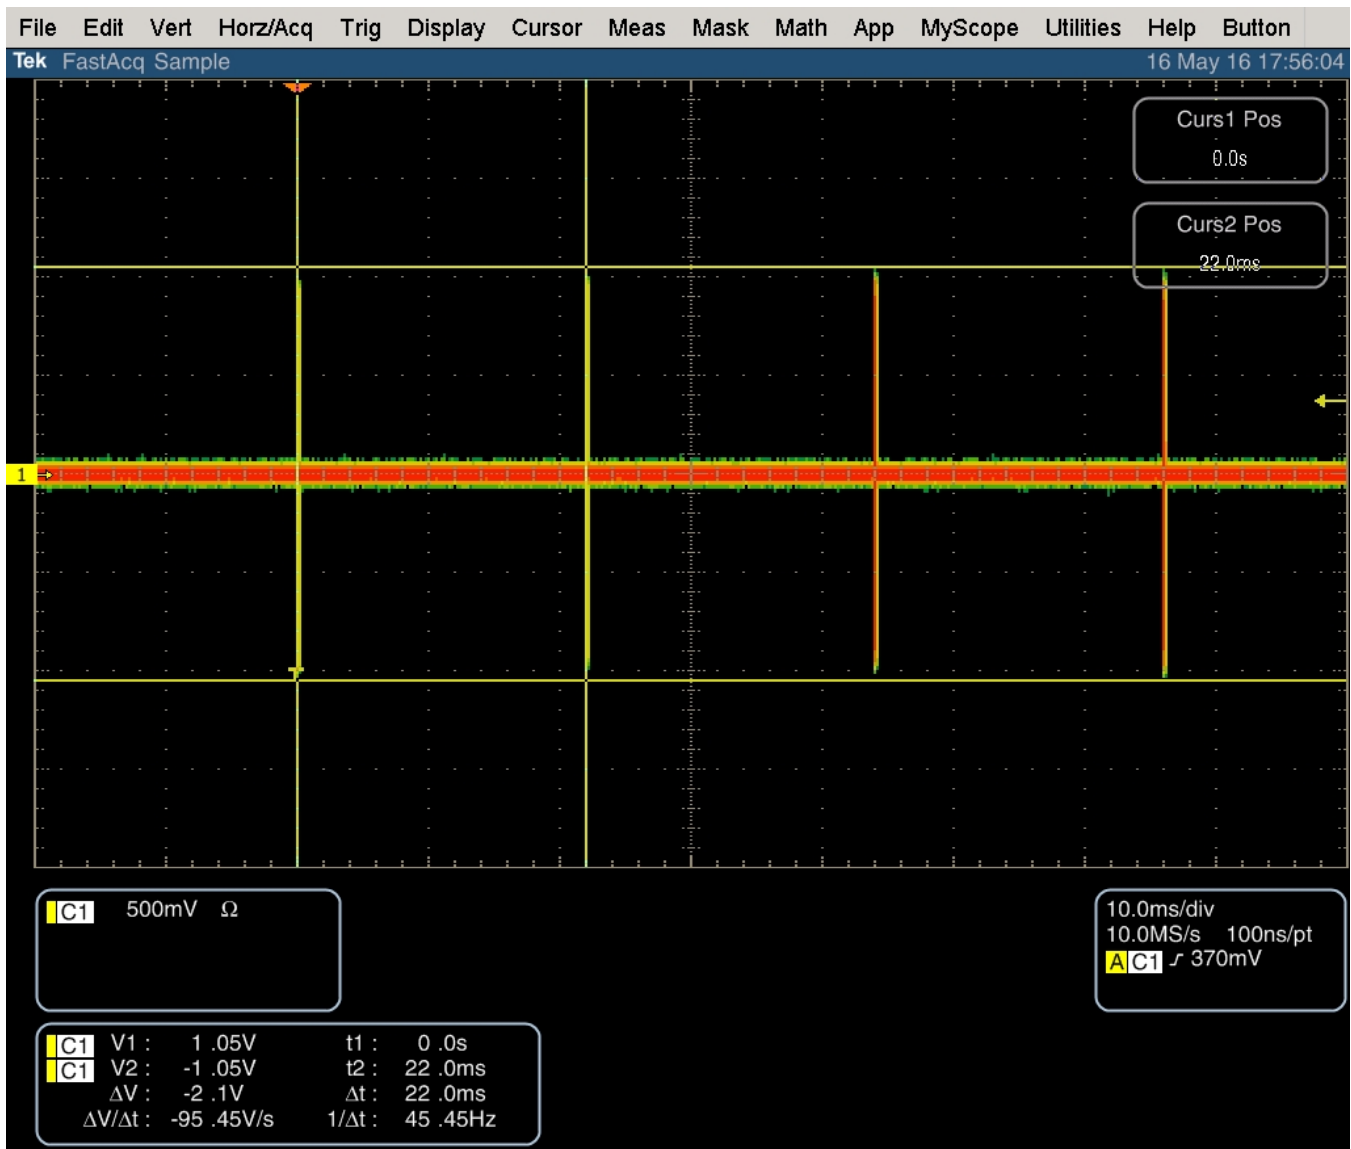 File Edit Vert Horz/Acq Trig Display Cursor Meas Mask Math App MyScope Utilities Help Button
Tek FastAcq Sample 16 May 16 17:56:04
Curs1 Pos
0.0s
Curs2 Pos
22.0ms
1
C1 500mV Ω
10.0ms/div
10.0MS/s 100ns/pt
A C1 370mV
C1 V1 : 1 .05V t1 : 0 .0s
C1 V2 : -1 .05V t2 : 22 .0ms
ΔV : -2 .1V Δt : 22 .0ms
ΔV/Δt : -95 .45V/s 1/Δt : 45 .45Hz